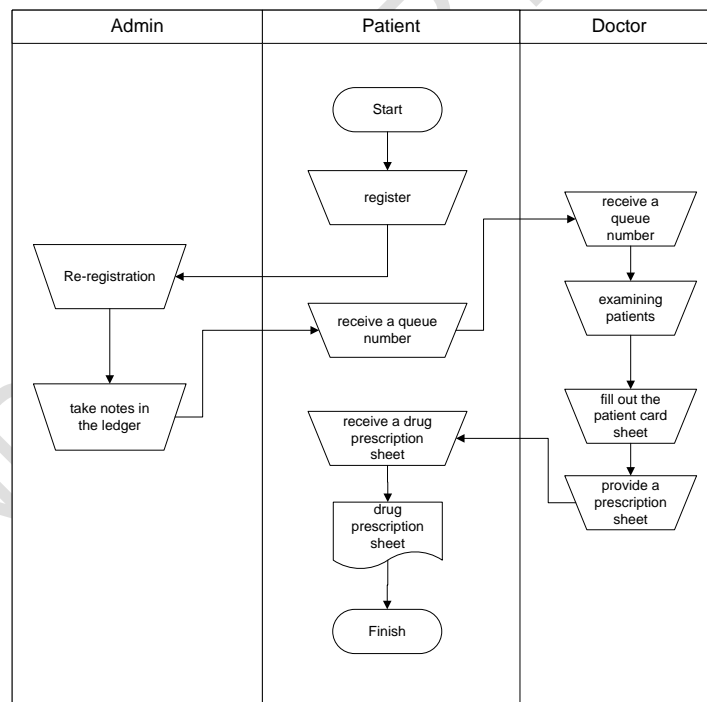 Admin
Patient
Doctor
Start
register
Re-registration
take notes in
the ledger
receive a queue
number
receive a
queue
number
examining
patients
fill out the
patient card
sheet
provide a
prescription
sheet
receive a drug
prescription
sheet
drug
prescription
sheet
Finish